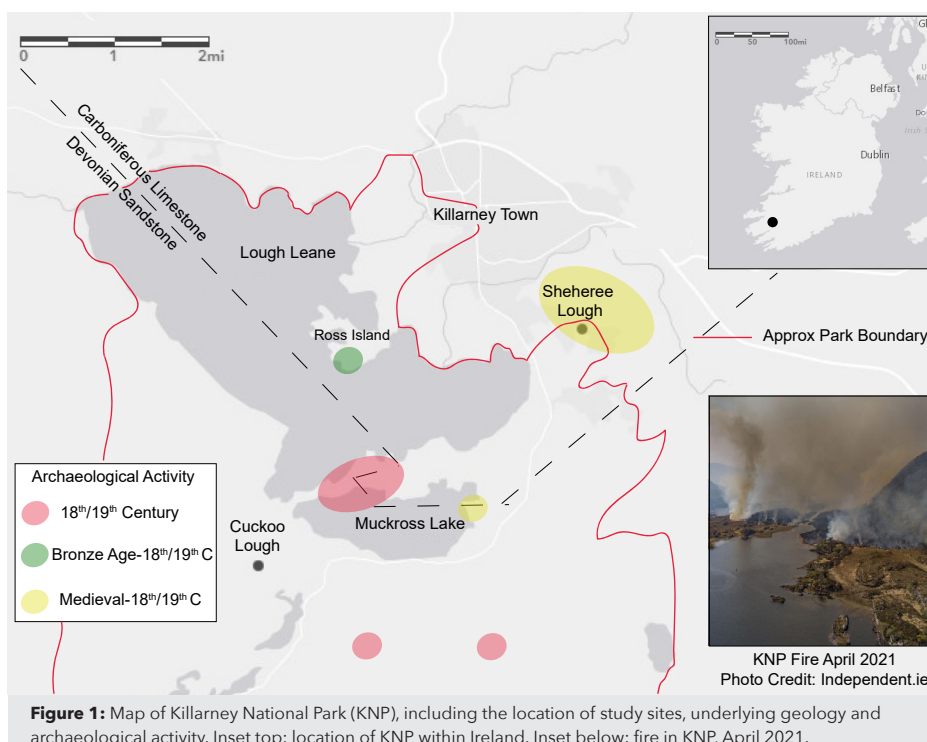 0 1 2mi
Carboniferous Limestone
Devonian Sandstone
Lough Leane
Killarney Town
Ross Island
Sheheree
Lough
Approx Park Boundary
Muckross Lake
Cuckoo
Lough
Archaeological Activity
18th/19th Century
Bronze Age-18th/19th C
Medieval-18th/19th C
0 50 100mi
Belfast
Dublin
IRELAND
KNP Fire April 2021
Photo Credit: Independent.ie
Figure 1: Map of Killarney National Park (KNP), including the location of study sites, underlying geology and
archaeological activity. Inset top: location of KNP within Ireland. Inset below: fire in KNP, April 2021.